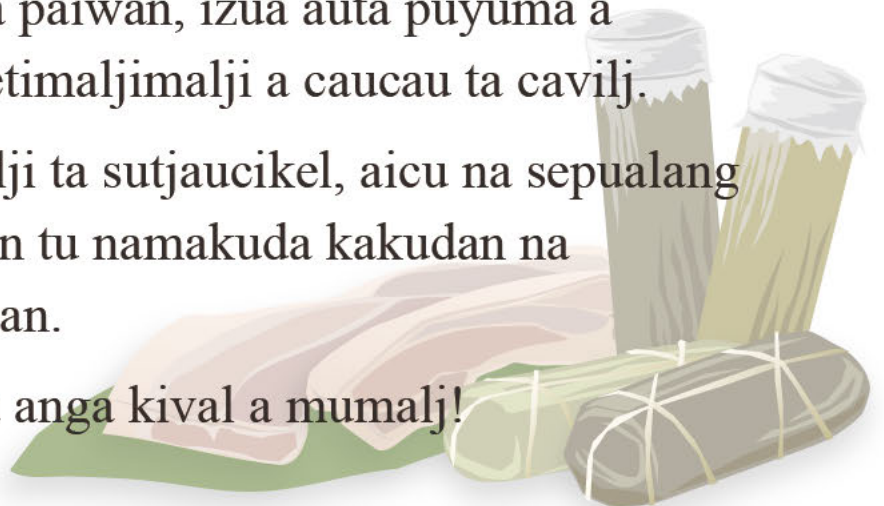 paiwan, izua auta puyuma a
etimaljimalji a caucau ta cavilj.
lji ta sutjaucikel, aicu na sepualang
n tu namakuda kakudan na
an.
anga kival a mumalj!